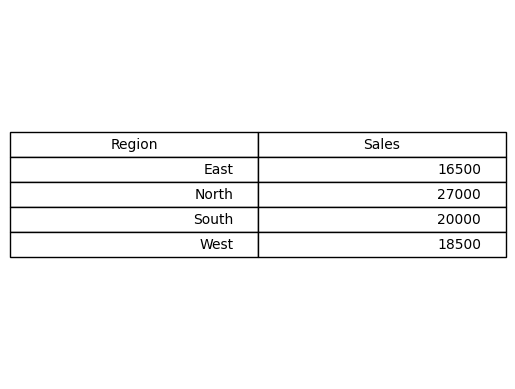 Region Sales
East 16500
North 27000
South 20000
West 18500